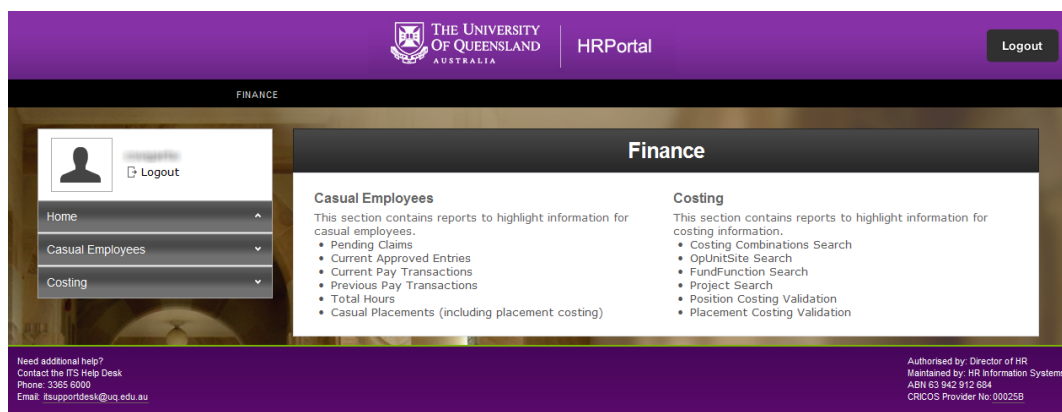 THE UNIVERSITY
OF QUEENSLAND
AUSTRALIA
HRPortal
Logout
FINANCE
Logout
Home
Casual Employees
Costing
Finance
Casual Employees
This section contains reports to highlight information for
casual employees.
• Pending Claims
• Current Approved Entries
• Current Pay Transactions
• Previous Pay Transactions
• Total Hours
• Casual Placements (including placement costing)
Costing
This section contains reports to highlight information for
costing information.
• Costing Combinations Search
• OpUnitSite Search
• FundFunction Search
• Project Search
• Position Costing Validation
• Placement Costing Validation
Need additional help?
Contact the ITS Help Desk
Phone: 3365 6000
Email: itsupportdesk@uq.edu.au
Authorised by: Director of HR
Maintained by: HR Information Systems
ABN 63 942 912 684
CRICOS Provider No: 00025B